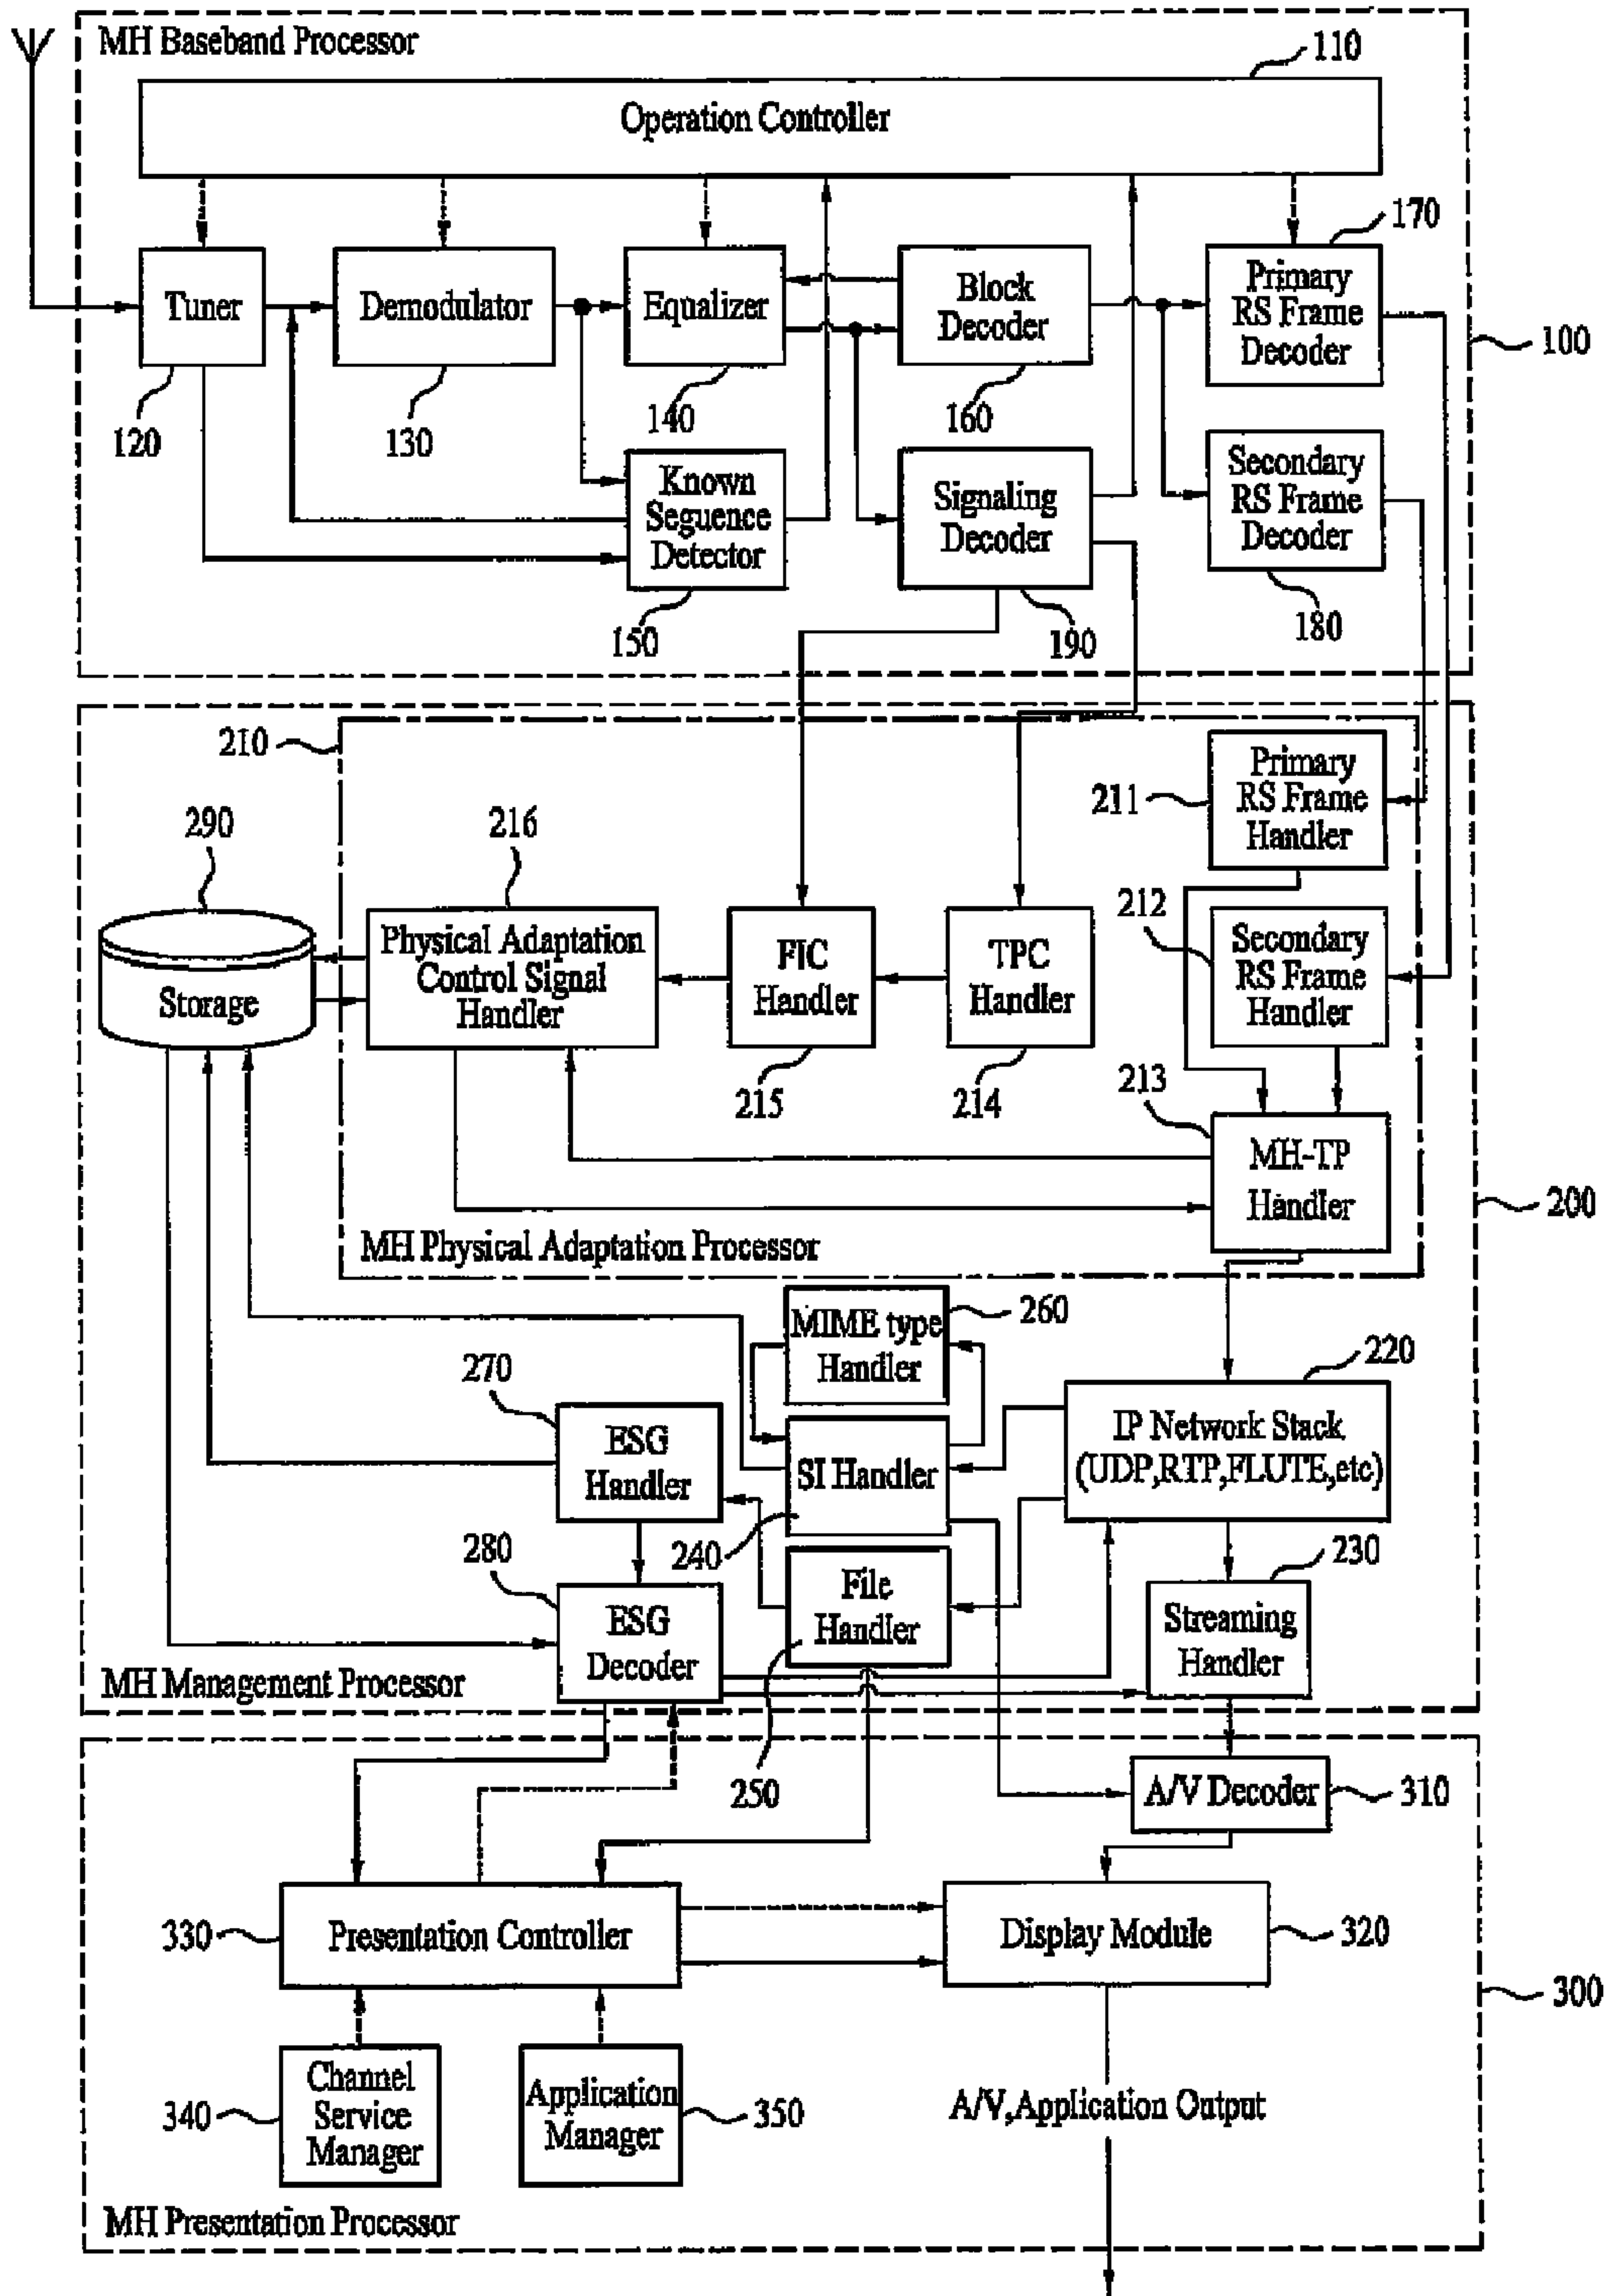 MH Baseband Processor
110
Operation Controller
170
Tuner
Demodulator
Equalizer
Block
Decoder
Primary
RS Frame
Decoder
100
120
130
140
160
Known
Seguence
Detector
Signaling
Decoder
Secondary
RS Frame
Decoder
150
190
180
210
Primary
RS Frame
Handler
211
290
216
212
Storage
Physical Adaptation
Control Signal
Handler
FIC
Handler
TPC
Handler
Secondary
RS Frame
Handler
215
214
213
MH-TP
Handler
200
MH Physical Adaptation Processor
MIME type
Handler
260
270
220
ESG
Handler
SI Handler
IP Network Stack
(UDP,RTP,FLUTE,etc)
280
240
230
ESG
Decoder
File
Handler
Streaming
Handler
MH Management Processor
250
A/V Decoder
310
330
Presentation Controller
Display Module
320
300
340
Channel
Service
Manager
Application
Manager
350
A/V,Application Output
MH Presentation Processor